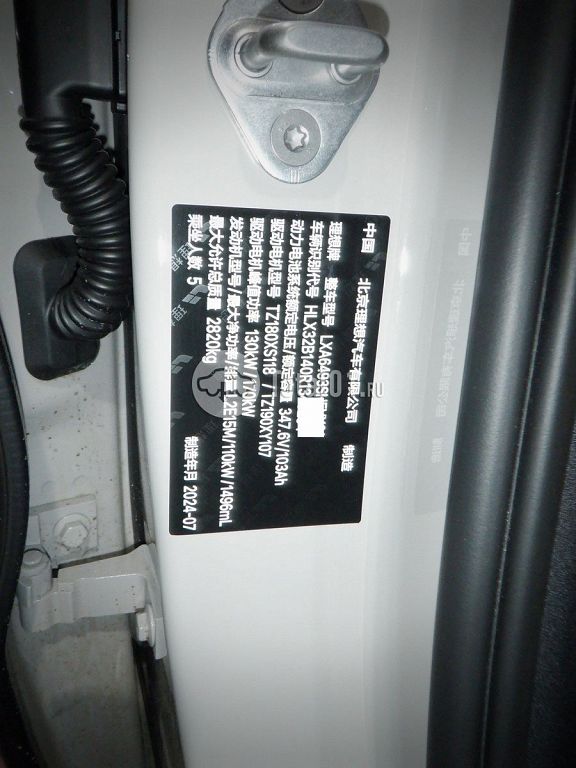 中国 北京理想汽车有限公司 制造
理想牌 整车型号 LXA6495S
车辆识别代号 HLX32B140R
动力电池系统额定电压/额定容量 347.6V/103Ah
驱动电机型号 TZ180XS118 / TZ190XY107
驱动电机峰值功率 130kW/170kW
发动机型号/最大净功率/排量 L2E15M/110kW/1496mL
最大允许总质量 2820kg
乘坐人数 5 制造年月 2024-07